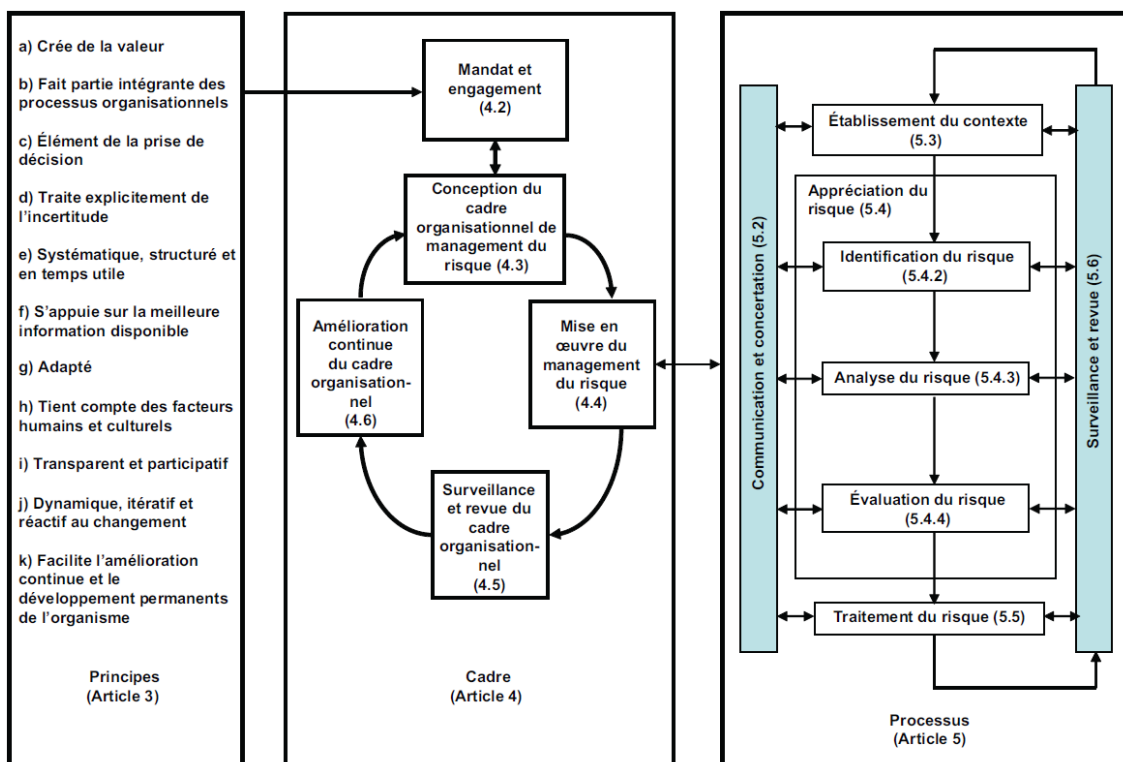 a) Crée de la valeur
b) Fait partie intégrante des
processus organisationnels
c) Élément de la prise de
décision
d) Traite explicitement de
l’incertitude
e) Systématique, structuré et
en temps utile
f) S’appuie sur la meilleure
information disponible
g) Adapté
h) Tient compte des facteurs
humains et culturels
i) Transparent et participatif
j) Dynamique, itératif et
réactif au changement
k) Facilite l’amélioration
continue et le
développement permanents
de l’organisme
Principes
(Article 3)
Mandat et
engagement
(4.2)
Conception du
cadre
organisationnel de
management du
risque (4.3)
Mise en
œuvre du
management
du risque
(4.4)
Surveillance
et revue du
cadre
organisation-
nel
(4.5)
Amélioration
continue
du cadre
organisation-
nel
(4.6)
Cadre
(Article 4)
Communication et concertation (5.2)
Établissement du contexte
(5.3)
Appréciation du
risque (5.4)
Identification du risque
(5.4.2)
Analyse du risque (5.4.3)
Évaluation du risque
(5.4.4)
Traitement du risque (5.5)
Surveillance et revue (5.6)
Processus
(Article 5)